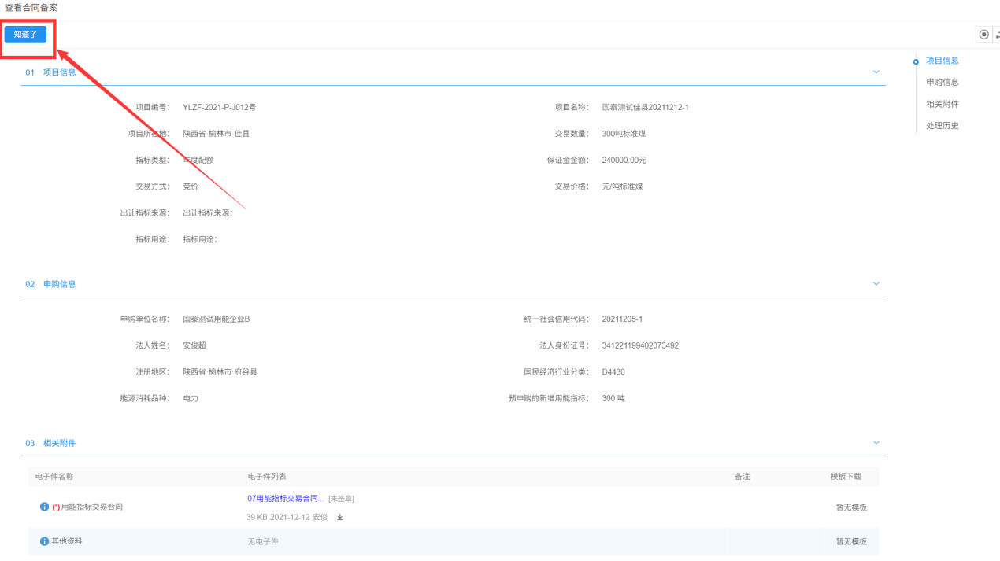 查看合同备案
知道了
01 项目信息
项目信息
申购信息
相关附件
处理历史
项目编号： YLZF-2021-P-J012号 项目名称： 国泰测试佳县20211212-1
项目所在地： 陕西省·榆林市·佳县 交易数量： 300吨标准煤
指标类型： 年度配额 保证金金额： 240000.00元
交易方式： 竞价 交易价格： 元/吨标准煤
出让指标来源： 出让指标来源：
指标用途： 指标用途：
02 申购信息
申购单位名称： 国泰测试用能企业B 统一社会信用代码： 20211205-1
法人姓名： 安俊超 法人身份证号： 341221199402073492
注册地区： 陕西省·榆林市·府谷县 国民经济行业分类： D4430
能源消耗品种： 电力 预申购的新增用能指标： 300 吨
03 相关附件
电子件名称 电子件列表 备注 模板下载
(*)用能指标交易合同 07用能指标交易合同... [未签章] 暂无模板
39 KB 2021-12-12 安俊
其他资料 无电子件 暂无模板